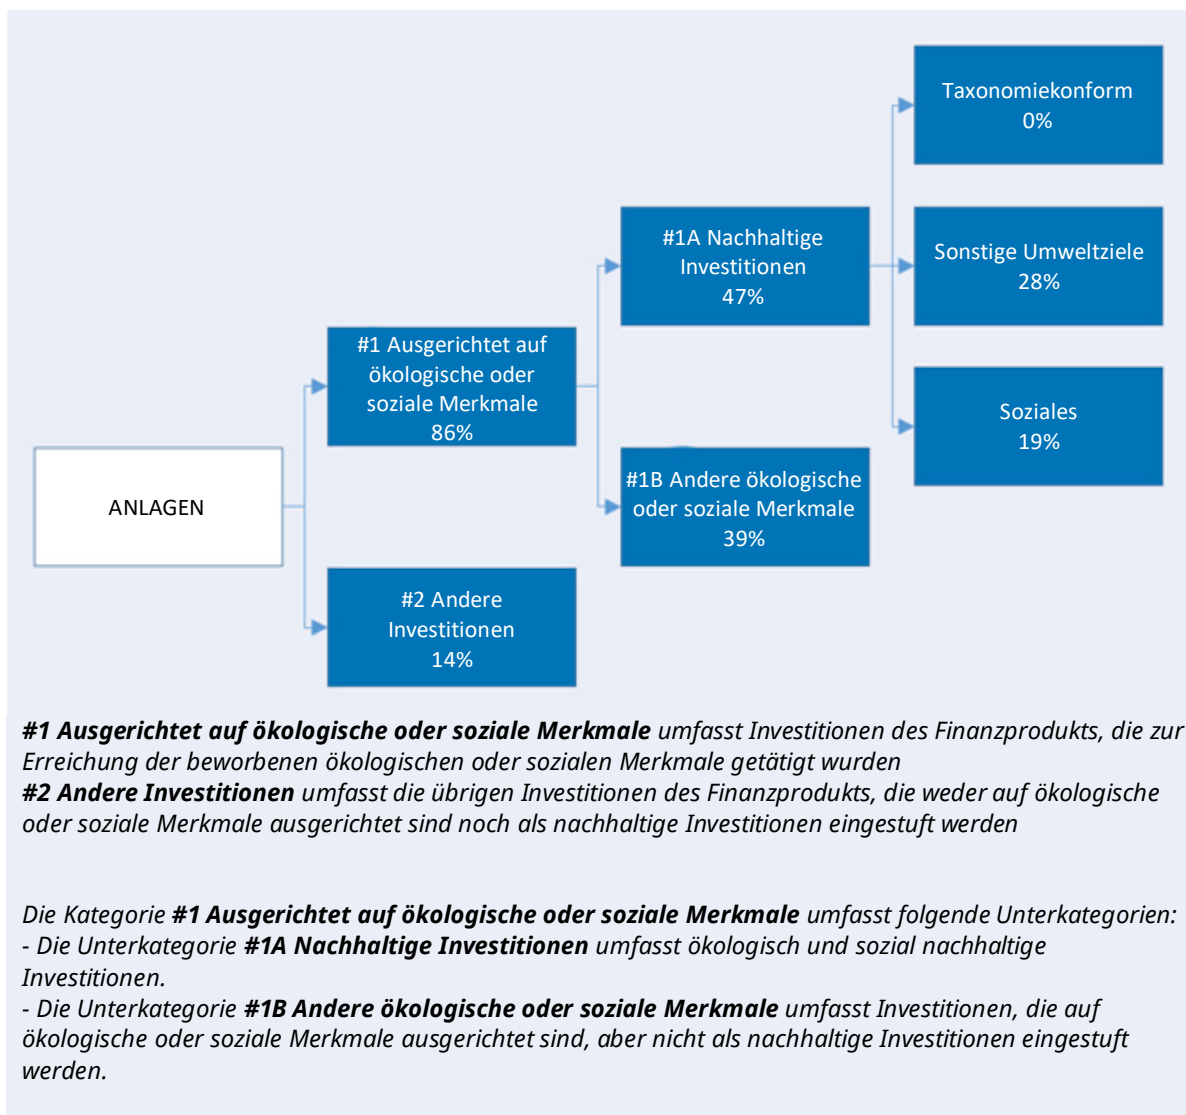 Taxonomiekonform
0%
#1A Nachhaltige
Investitionen
47%
Sonstige Umweltziele
28%
#1 Ausgerichtet auf
ökologische oder
soziale Merkmale
86%
Soziales
19%
ANLAGEN
#1B Andere ökologische
oder soziale Merkmale
39%
#2 Andere
Investitionen
14%
#1 Ausgerichtet auf ökologische oder soziale Merkmale umfasst Investitionen des Finanzprodukts, die zur
Erreichung der beworbenen ökologischen oder sozialen Merkmale getätigt wurden
#2 Andere Investitionen umfasst die übrigen Investitionen des Finanzprodukts, die weder auf ökologische
oder soziale Merkmale ausgerichtet sind noch als nachhaltige Investitionen eingestuft werden
Die Kategorie #1 Ausgerichtet auf ökologische oder soziale Merkmale umfasst folgende Unterkategorien:
- Die Unterkategorie #1A Nachhaltige Investitionen umfasst ökologisch und sozial nachhaltige
Investitionen.
- Die Unterkategorie #1B Andere ökologische oder soziale Merkmale umfasst Investitionen, die auf
ökologische oder soziale Merkmale ausgerichtet sind, aber nicht als nachhaltige Investitionen eingestuft
werden.